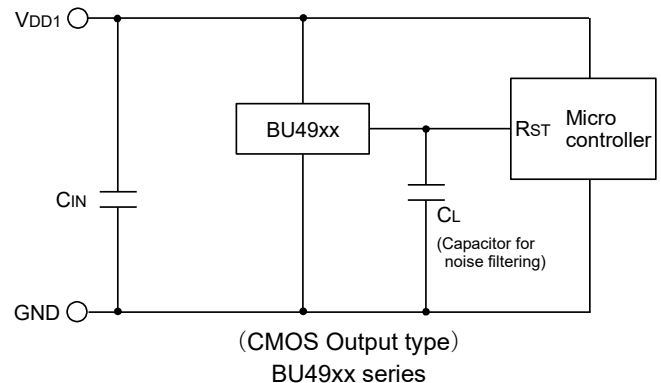 VDD1
BU49xx
RST
Micro
controller
CIN
CL
(Capacitor for
noise filtering)
GND
（CMOS Output type）
BU49xx series